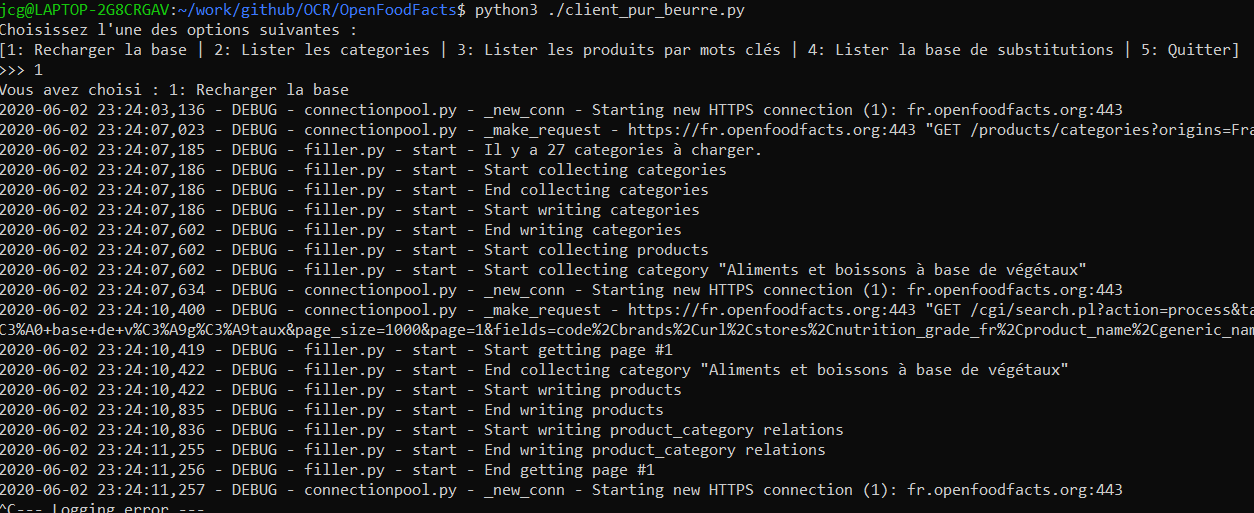 jcg@LAPTOP-2G8CRGAV:~/work/github/OCR/OpenFoodFacts$ python3 ./client_pur_beurre.py
Choisissez l'une des options suivantes :
[1: Recharger la base | 2: Lister les categories | 3: Lister les produits par mots clés | 4: Lister la base de substitutions | 5: Quitter]
>>> 1
Vous avez choisi : 1: Recharger la base
2020-06-02 23:24:03,136 - DEBUG - connectionpool.py - _new_conn - Starting new HTTPS connection (1): fr.openfoodfacts.org:443
2020-06-02 23:24:07,023 - DEBUG - connectionpool.py - _make_request - https://fr.openfoodfacts.org:443 "GET /products/categories?origins=Fra
2020-06-02 23:24:07,185 - DEBUG - filler.py - start - Il y a 27 categories à charger.
2020-06-02 23:24:07,186 - DEBUG - filler.py - start - Start collecting categories
2020-06-02 23:24:07,186 - DEBUG - filler.py - start - End collecting categories
2020-06-02 23:24:07,186 - DEBUG - filler.py - start - Start writing categories
2020-06-02 23:24:07,602 - DEBUG - filler.py - start - End writing categories
2020-06-02 23:24:07,602 - DEBUG - filler.py - start - Start collecting products
2020-06-02 23:24:07,602 - DEBUG - filler.py - start - Start collecting category "Aliments et boissons à base de végétaux"
2020-06-02 23:24:07,634 - DEBUG - connectionpool.py - _new_conn - Starting new HTTPS connection (1): fr.openfoodfacts.org:443
2020-06-02 23:24:10,400 - DEBUG - connectionpool.py - _make_request - https://fr.openfoodfacts.org:443 "GET /cgi/search.pl?action=process&ta
C3%A0+base+de+v%C3%A9g%C3%A9taux&page_size=1000&page=1&fields=code%2Cbrands%2Curl%2Cstores%2Cnutrition_grade_fr%2Cproduct_name%2Cgeneric_nam
2020-06-02 23:24:10,419 - DEBUG - filler.py - start - Start getting page #1
2020-06-02 23:24:10,422 - DEBUG - filler.py - start - End collecting category "Aliments et boissons à base de végétaux"
2020-06-02 23:24:10,422 - DEBUG - filler.py - start - Start writing products
2020-06-02 23:24:10,835 - DEBUG - filler.py - start - End writing products
2020-06-02 23:24:10,836 - DEBUG - filler.py - start - Start writing product_category relations
2020-06-02 23:24:11,255 - DEBUG - filler.py - start - End writing product_category relations
2020-06-02 23:24:11,256 - DEBUG - filler.py - start - End getting page #1
2020-06-02 23:24:11,257 - DEBUG - connectionpool.py - _new_conn - Starting new HTTPS connection (1): fr.openfoodfacts.org:443
^C--- Logging error ---